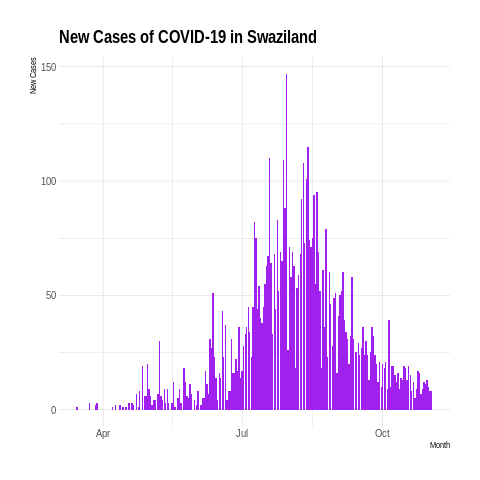 New Cases of COVID-19 in Swaziland
New Cases
150
100
50
0
Apr
Jul
Oct
Month